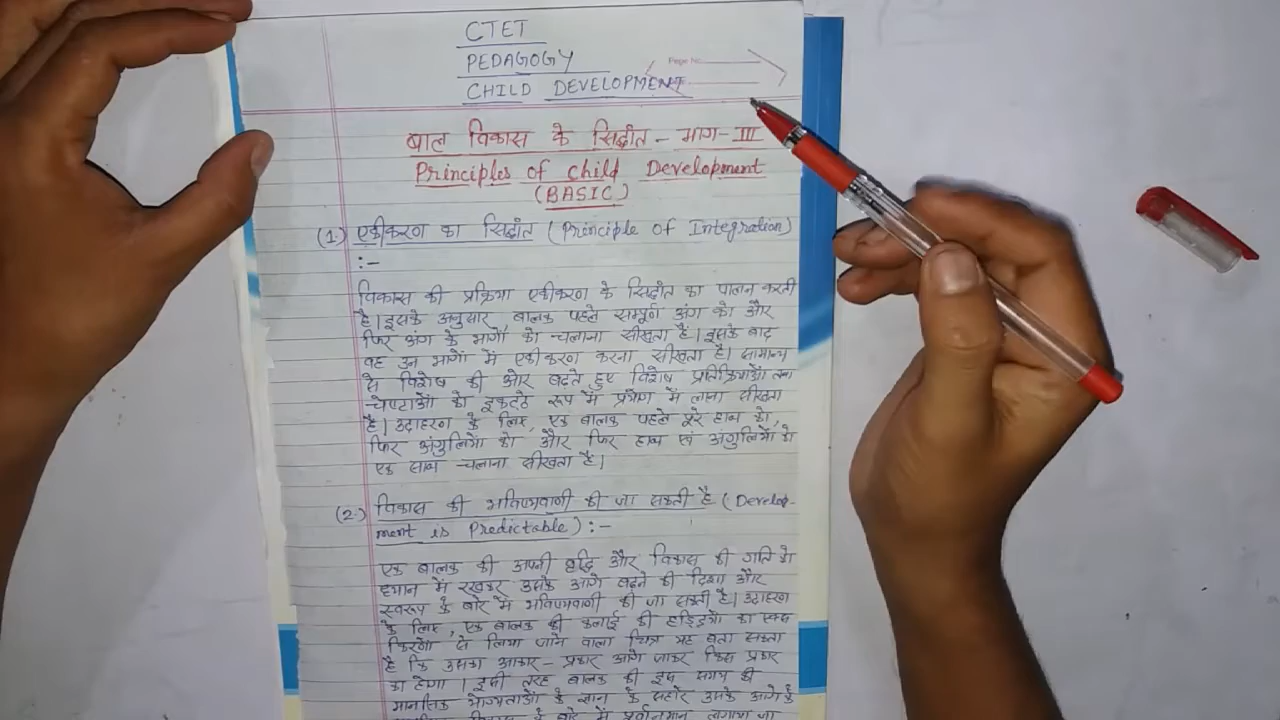 CTET
PEDAGOGY
Page No.
CHILD DEVELOPMENT
बाल विकास के सिद्धांत - भाग - III
Principles of Child Development
(BASIC)
(1) एकीकरण का सिद्धांत (Principle of Integration)
:-
विकास की प्रक्रिया एकीकरण के सिद्धांत का पालन करती
है। इसके अनुसार बालक पहले सम्पूर्ण अंग को और
फिर अंग के भागों को चलाना सीखता है। इसके बाद
वह उन भागों में एकीकरण करना सीखता है। सामान्य
से विशेष की ओर बढ़ते हुए विशेष प्रतिक्रियाओं तथा
चेष्टाओं को इकट्ठे रूप में प्रयोग में लाना सीखता
है। उदाहरण के लिए, एक बालक पहले पूरे हाथ को,
फिर अंगुलियों को और फिर हाथ एवं अंगुलियों को
एक साथ चलाना सीखता है।
(2) विकास की भविष्यवाणी की जा सकती है (Develop-
ment is Predictable) :-
एक बालक की अपनी वृद्धि और विकास की गति को
ध्यान में रखकर उसके आगे बढ़ने की दिशा और
स्वरूप के बारे में भविष्यवाणी की जा सकती है। उदाहरण
के लिए, एक बालक की कलाई की हड्डियों का एक्स
किरणों से लिया जाने वाला चित्र यह बता सकता
है कि उसका आकार - प्रकार आगे जाकर किस प्रकार
का होगा। इसी तरह बालक की इस समय की
मानसिक योग्यताओं के ज्ञान के सहारे उसके आगे के
के बारे में पूर्वानुमान लगाया जा